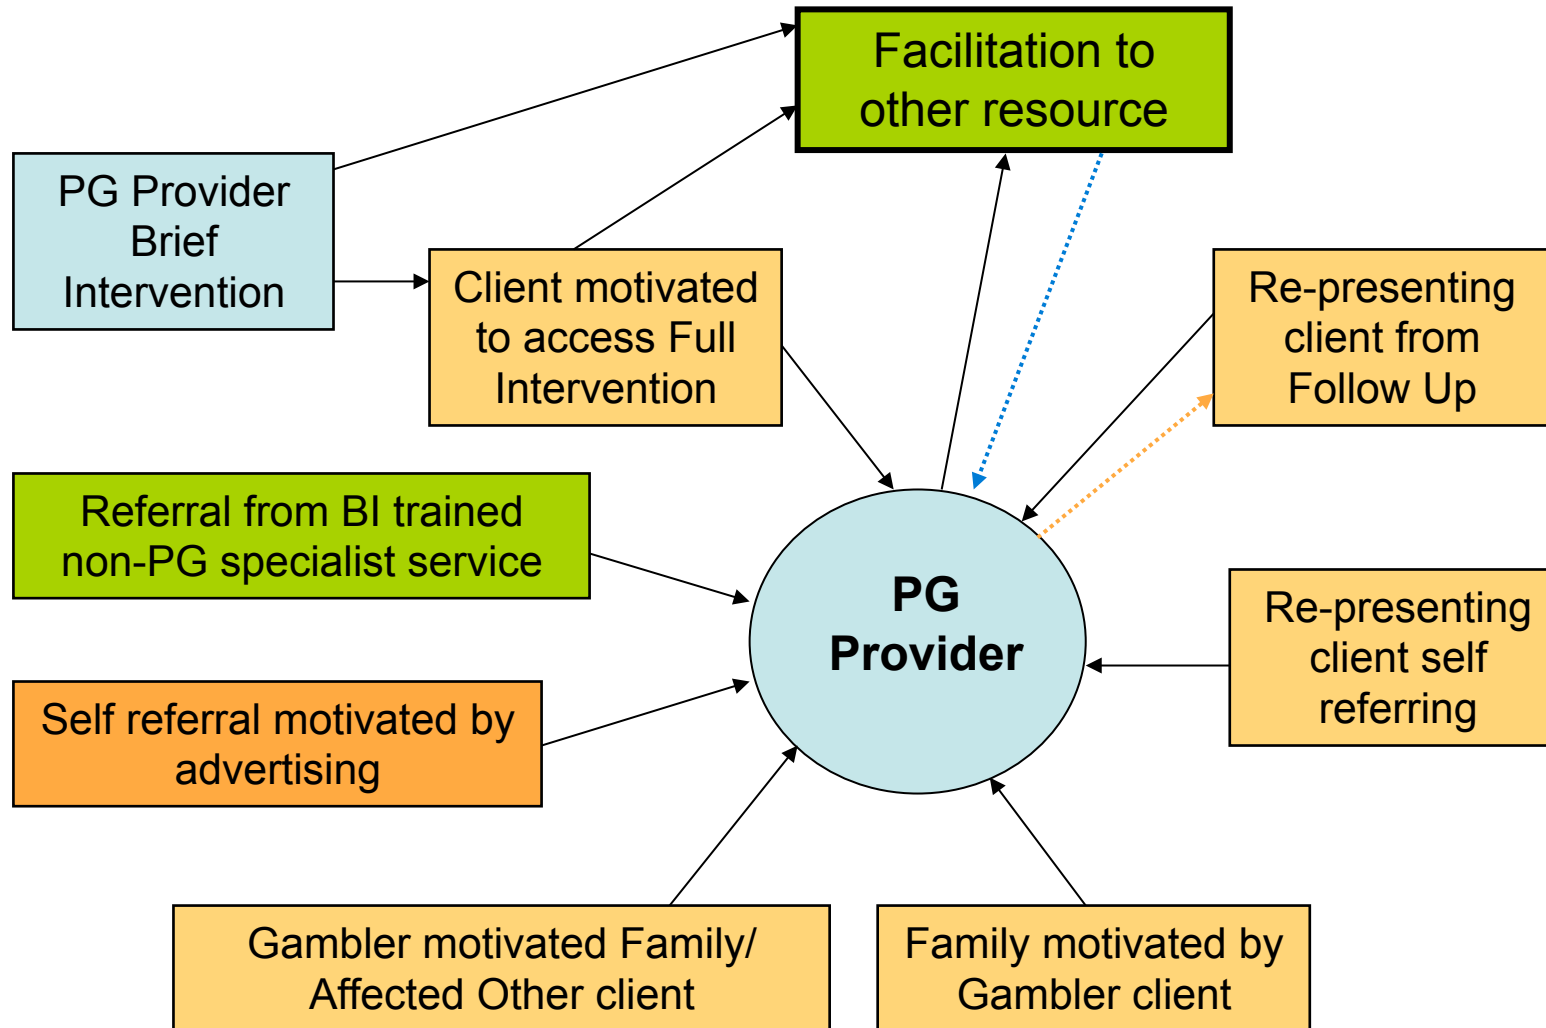 Facilitation to
other resource
PG Provider
Brief
Intervention
Client motivated
to access Full
Intervention
Re-presenting
client from
Follow Up
Referral from BI trained
non-PG specialist service
PG
Provider
Re-presenting
client self
referring
Self referral motivated by
advertising
Gambler motivated Family/
Affected Other client
Family motivated by
Gambler client